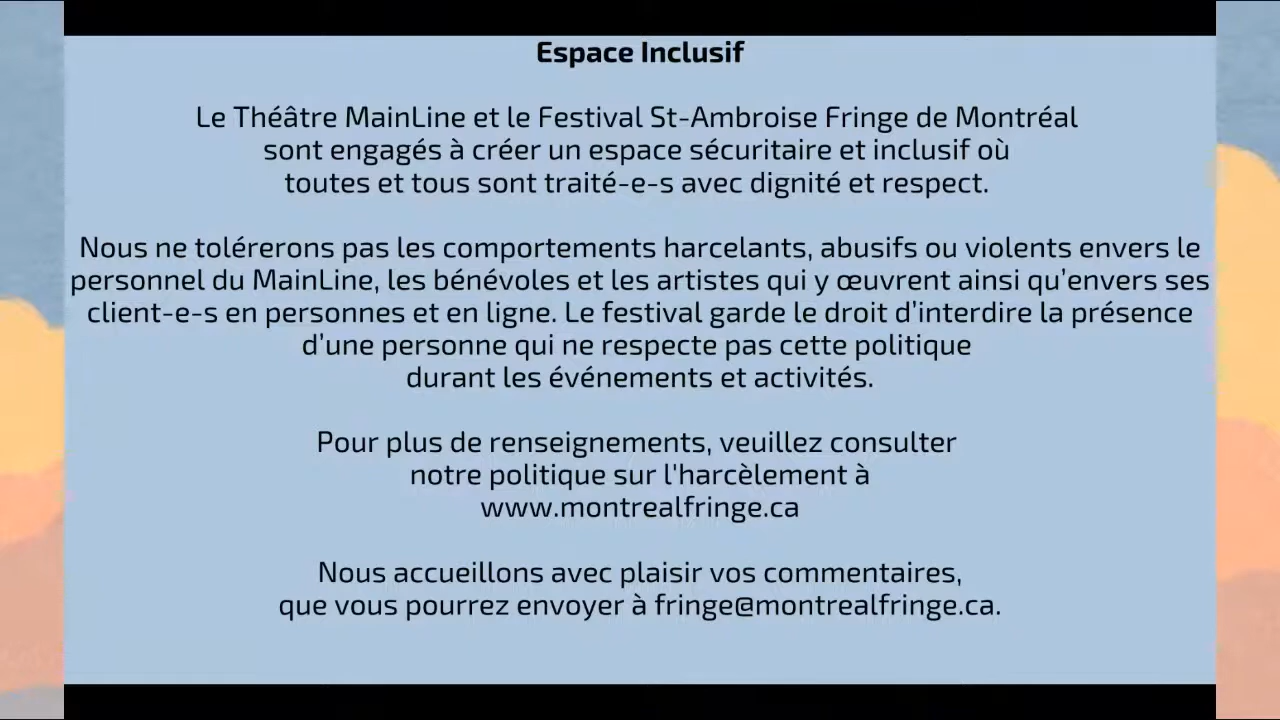 Espace Inclusif
Le Théâtre MainLine et le Festival St-Ambroise Fringe de Montréal
sont engagés à créer un espace sécuritaire et inclusif où
toutes et tous sont traité-e-s avec dignité et respect.
Nous ne tolérerons pas les comportements harcelants, abusifs ou violents envers le
personnel du MainLine, les bénévoles et les artistes qui y œuvrent ainsi qu’envers ses
client-e-s en personnes et en ligne. Le festival garde le droit d’interdire la présence
d’une personne qui ne respecte pas cette politique
durant les événements et activités.
Pour plus de renseignements, veuillez consulter
notre politique sur l'harcèlement à
www.montrealfringe.ca
Nous accueillons avec plaisir vos commentaires,
que vous pourrez envoyer à fringe@montrealfringe.ca.